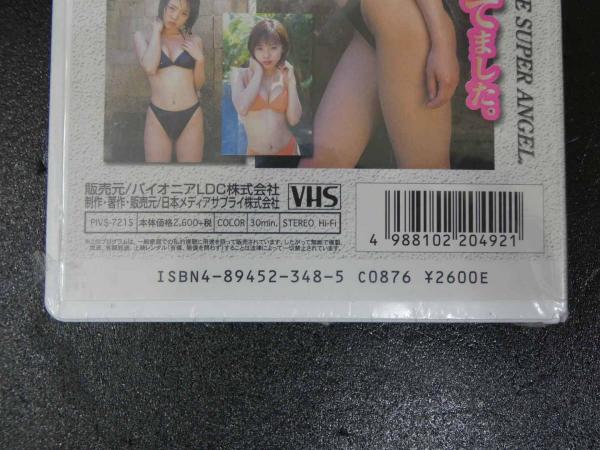 てました。
E SUPER ANGEL.
販売元/パイオニアLDC株式会社
制作・著作・販売元/日本メディアサプライ株式会社
VHS
PIVS-7215 本体価格2,600+税 COLOR 30min. STEREO Hi-Fi
4 988102 204921
ISBN4-89452-348-5 C0876 ¥2600E